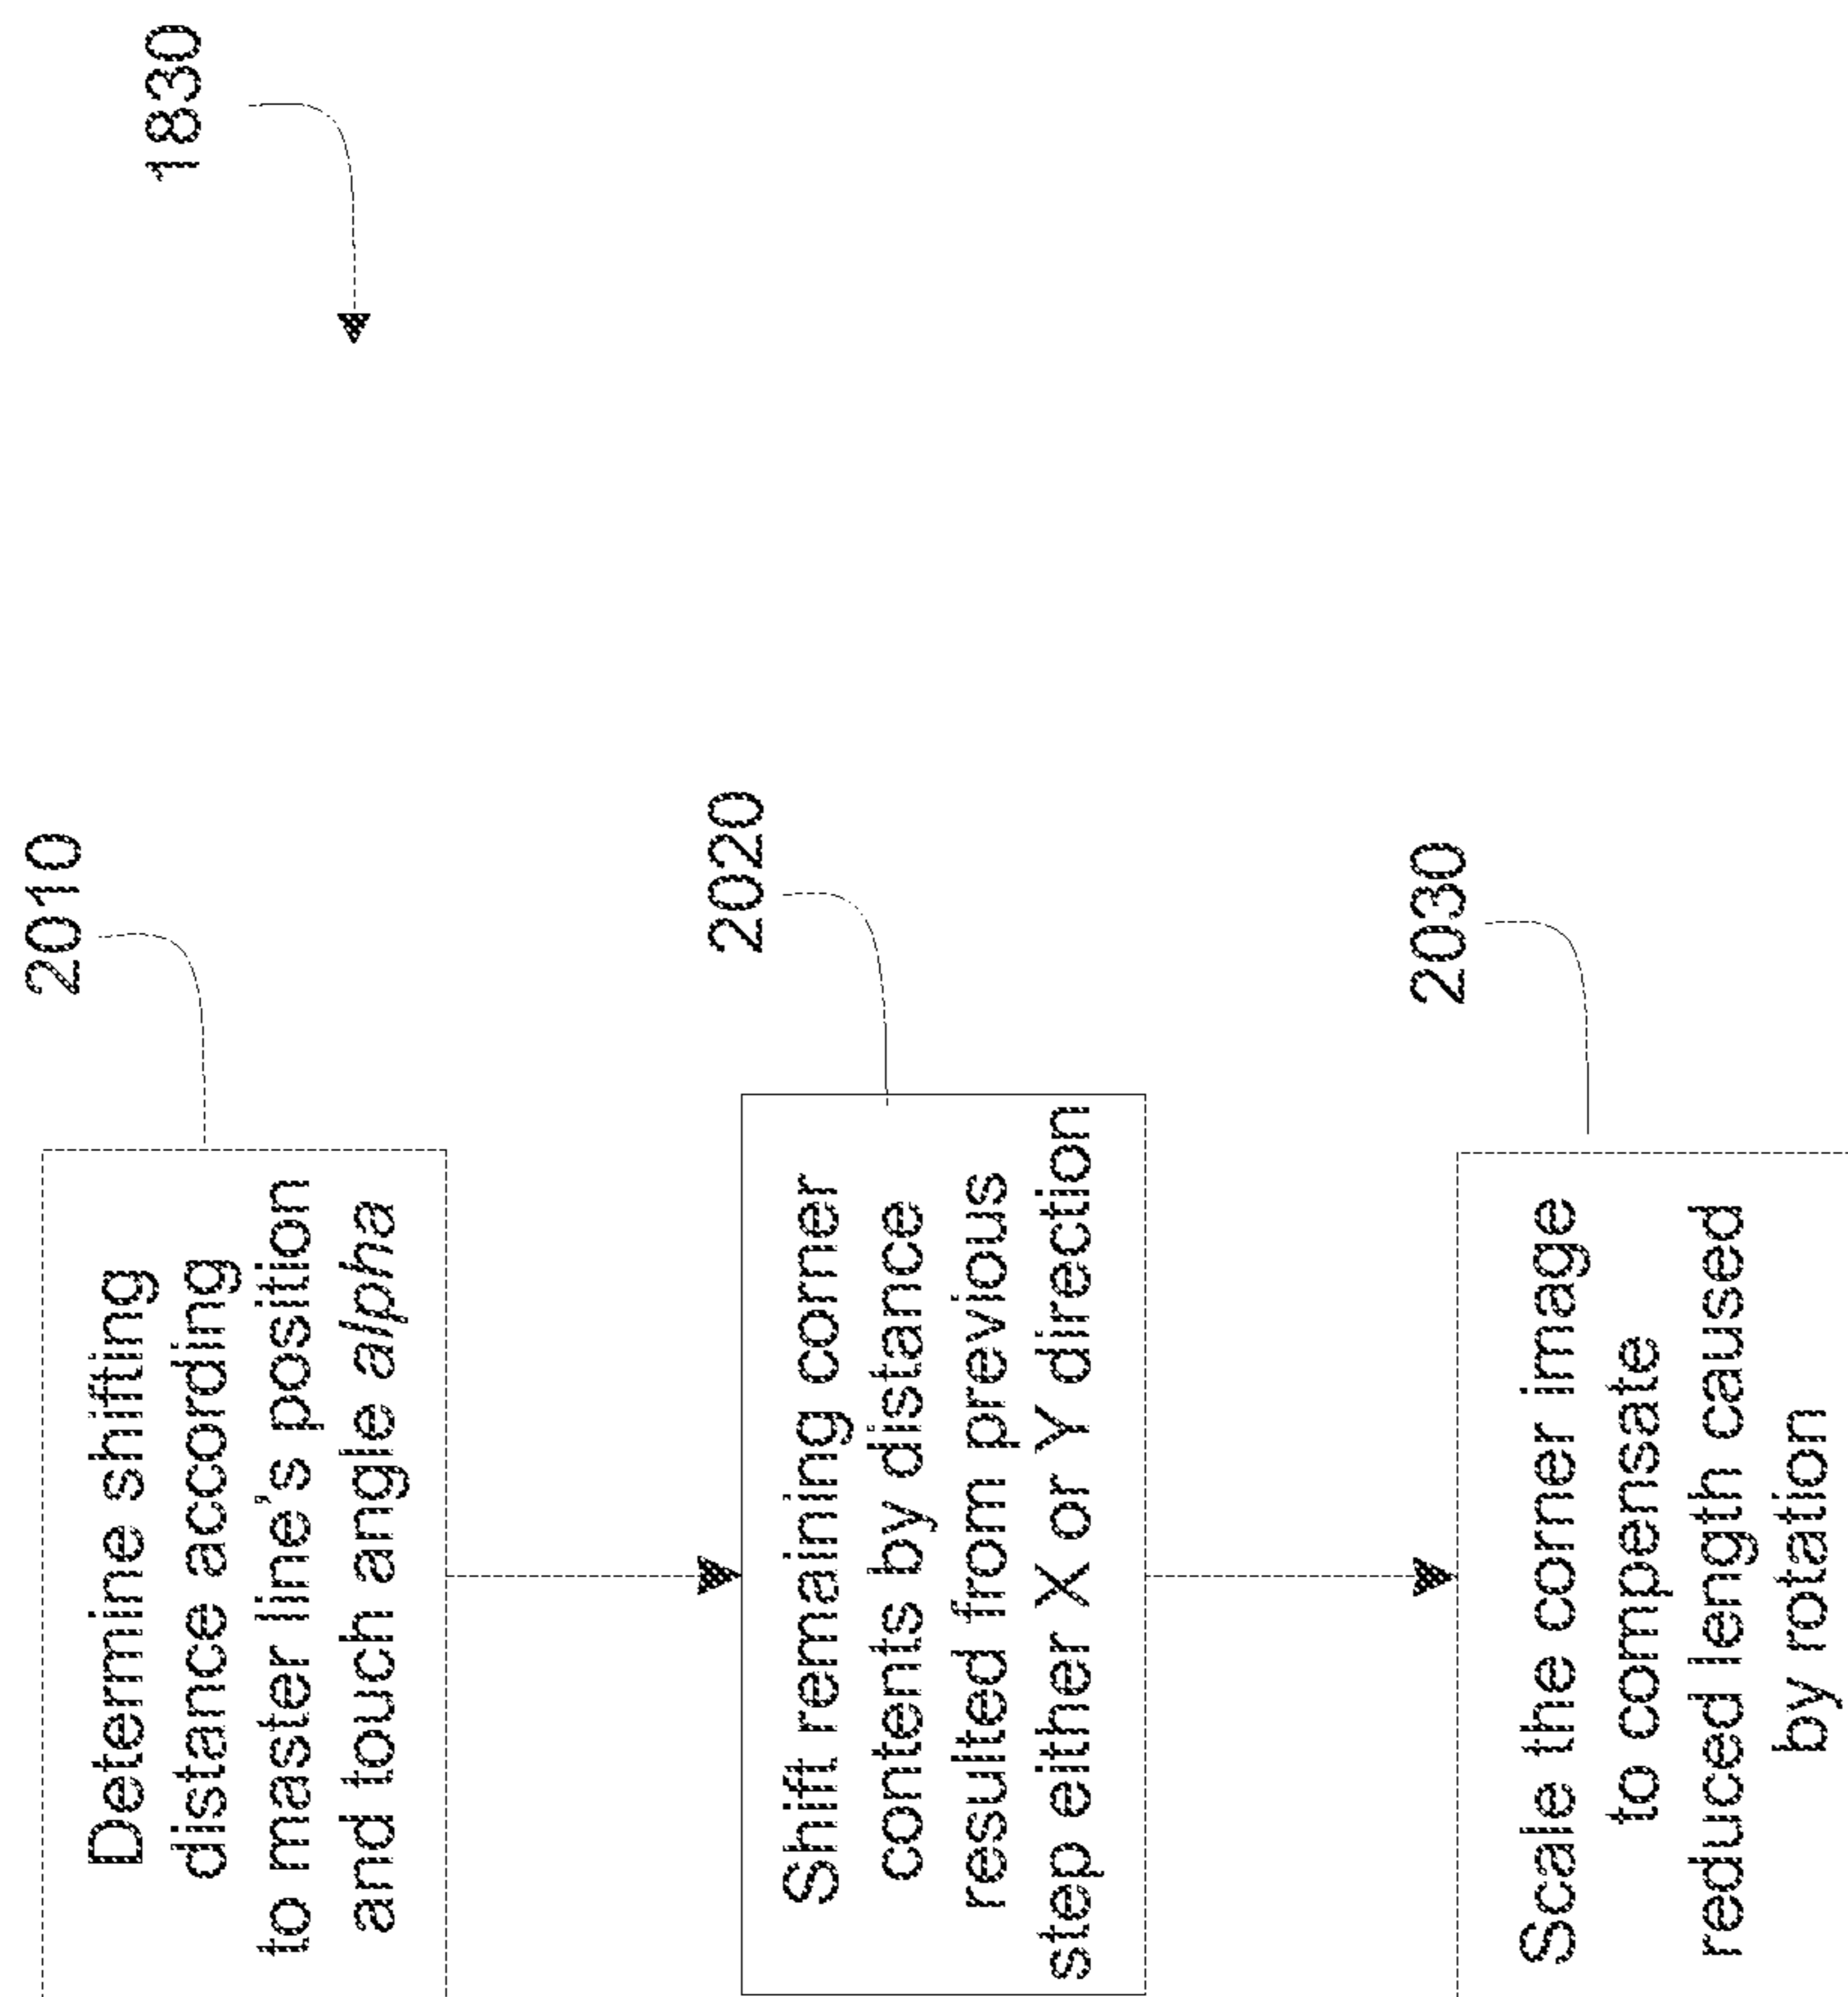 1830
2010
Determine shifting
distance according
to master line's position
and touch angle alpha
2020
Shift remaining corner
contents by distance
resulted from previous
step either X or Y direction
2030
Scale the corner image
to compensate
reduced length caused
by rotation